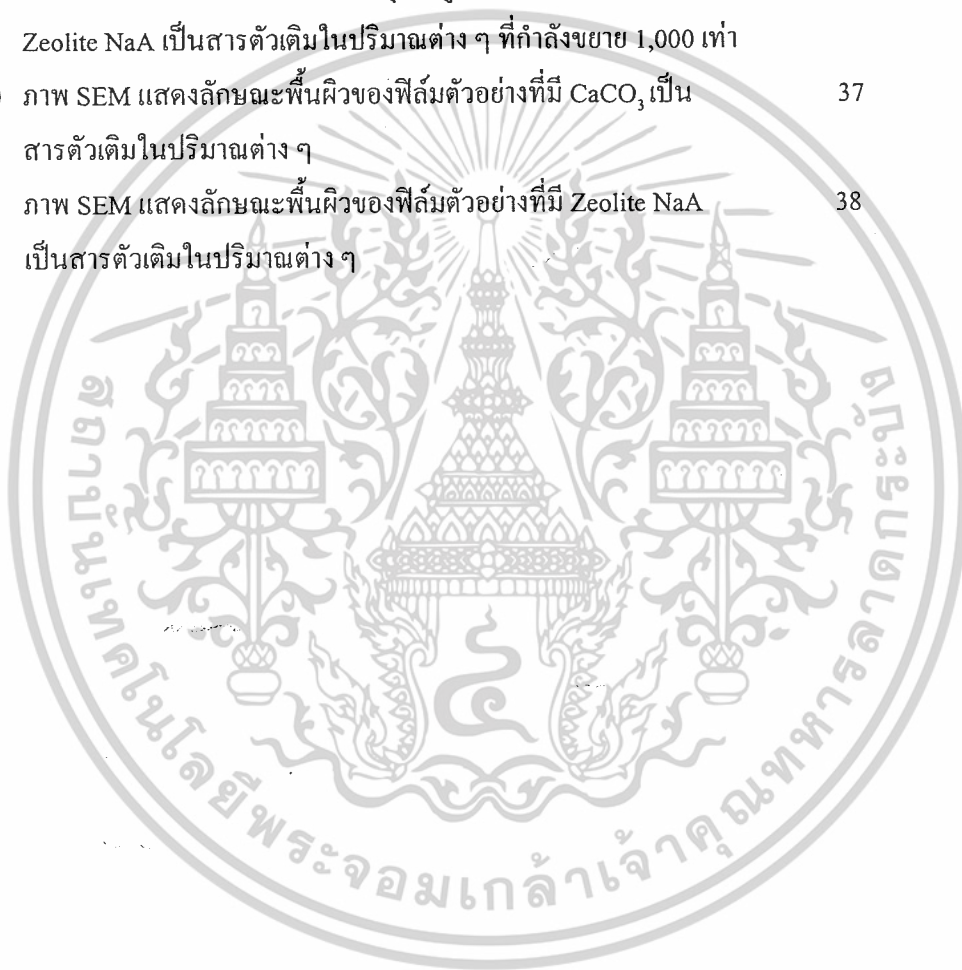 Zeolite NaA เป็นสารตัวเติมในปริมาณต่าง ๆ ที่กำลังขยาย 1,000 เท่า
ภาพ SEM แสดงลักษณะพื้นผิวของฟิล์มตัวอย่างที่มี CaCO₃ เป็น 37
สารตัวเติมในปริมาณต่าง ๆ
ภาพ SEM แสดงลักษณะพื้นผิวของฟิล์มตัวอย่างที่มี Zeolite NaA 38
เป็นสารตัวเติมในปริมาณต่าง ๆ
สถาบันเทคโนโลยีพระจอมเกล้าเจ้าคุณทหารลาดกระบัง
๔